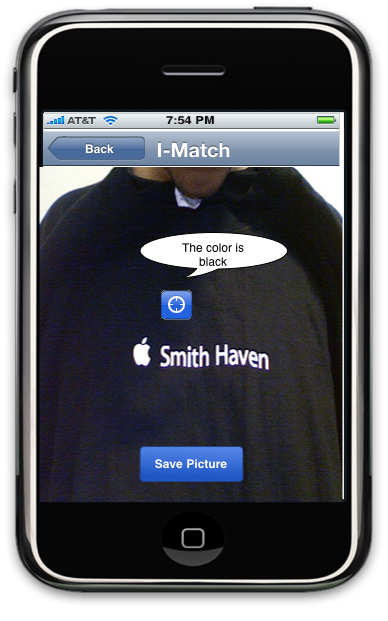 AT&T 7:54 PM
Back I-Match
The color is
black
Smith Haven
Save Picture